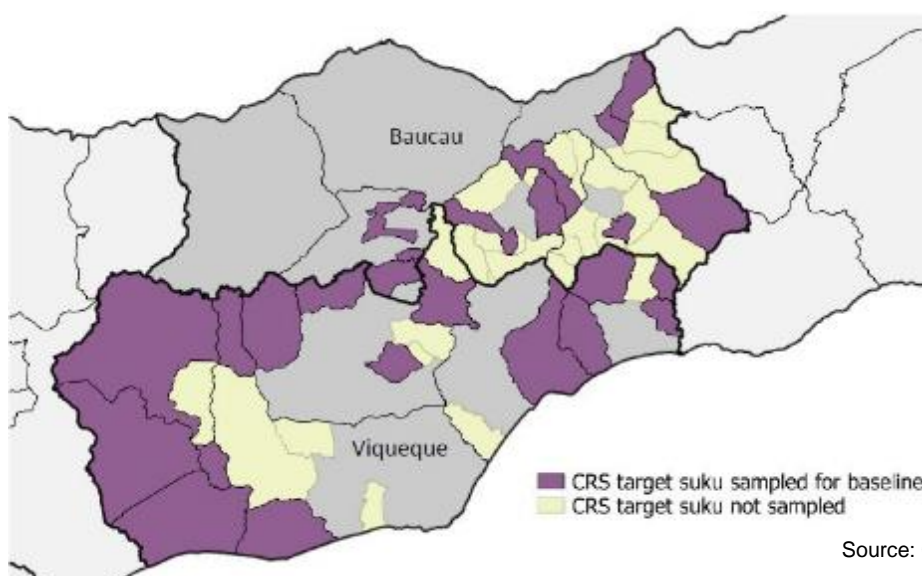 Baucau
Viqueque
CRS target suku sampled for baseline
CRS target suku not sampled
Source: